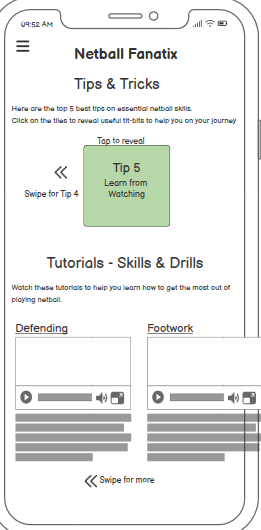 09:52 AM
Netball Fanatix
Tips & Tricks
Here are the top 5 best tips on essential netball skills.
Click on the tiles to reveal useful tit-bits to help you on your journey
Tap to reveal
Tip 5
Learn from
Watching
Swipe for Tip 4
Tutorials - Skills & Drills
Watch these tutorials to help you learn how to get the most out of
playing netball.
Defending
Footwork
Swipe for more